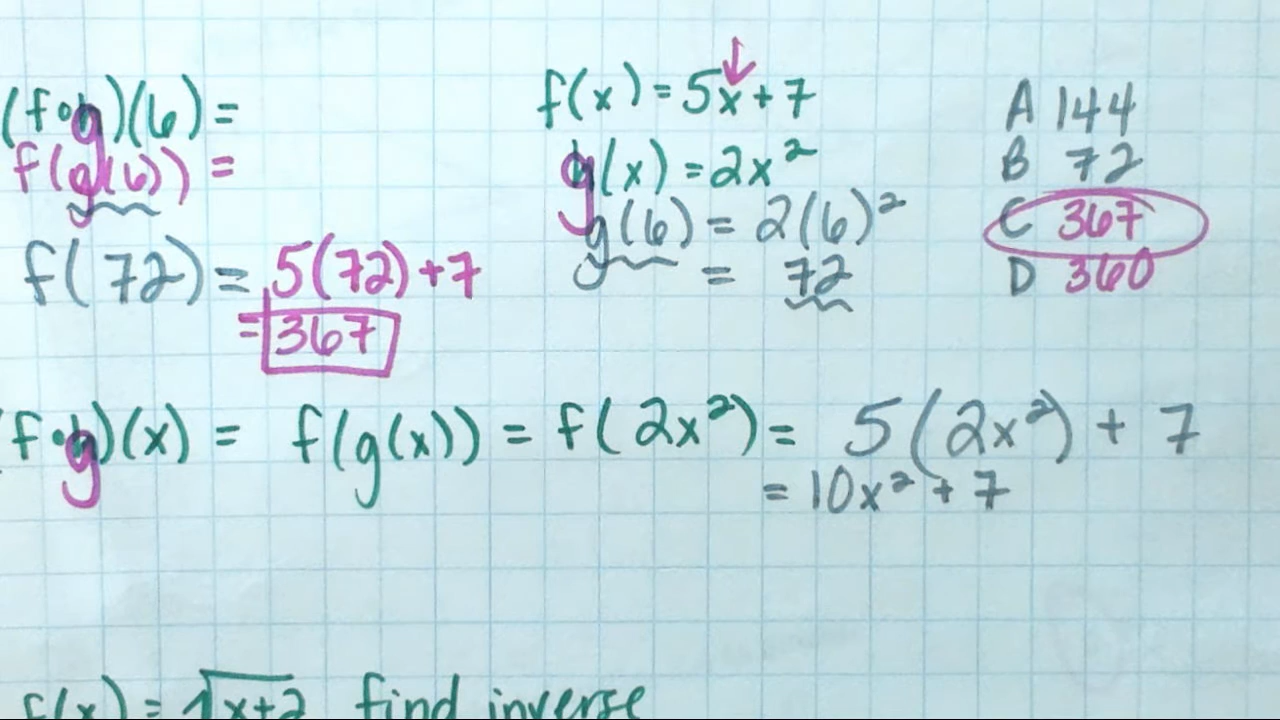 (f∘g)(6) =
f(g(6)) =
f(72) = 5(72)+7
= 367
f(x) = 5x+7
g(x) = 2x²
g(6) = 2(6)²
= 72
A 144
B 72
C 367
D 360
(f∘g)(x) = f(g(x)) = f(2x²) = 5(2x²) + 7
= 10x² + 7
f(x) = √x+2 find inverse